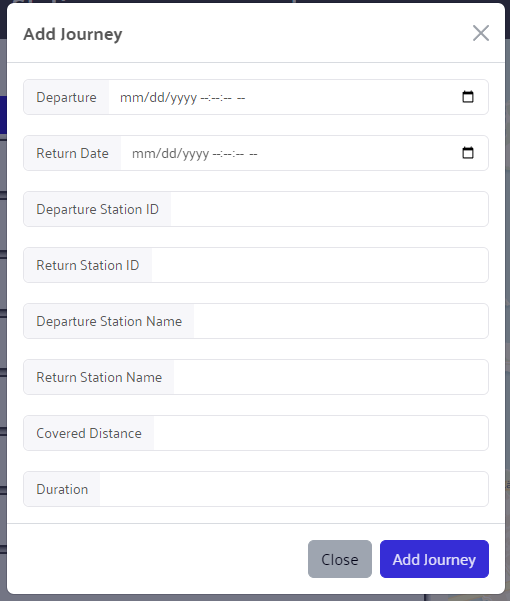 Add Journey
Departure mm/dd/yyyy --:--:-- --
Return Date mm/dd/yyyy --:--:-- --
Departure Station ID
Return Station ID
Departure Station Name
Return Station Name
Covered Distance
Duration
Close Add Journey